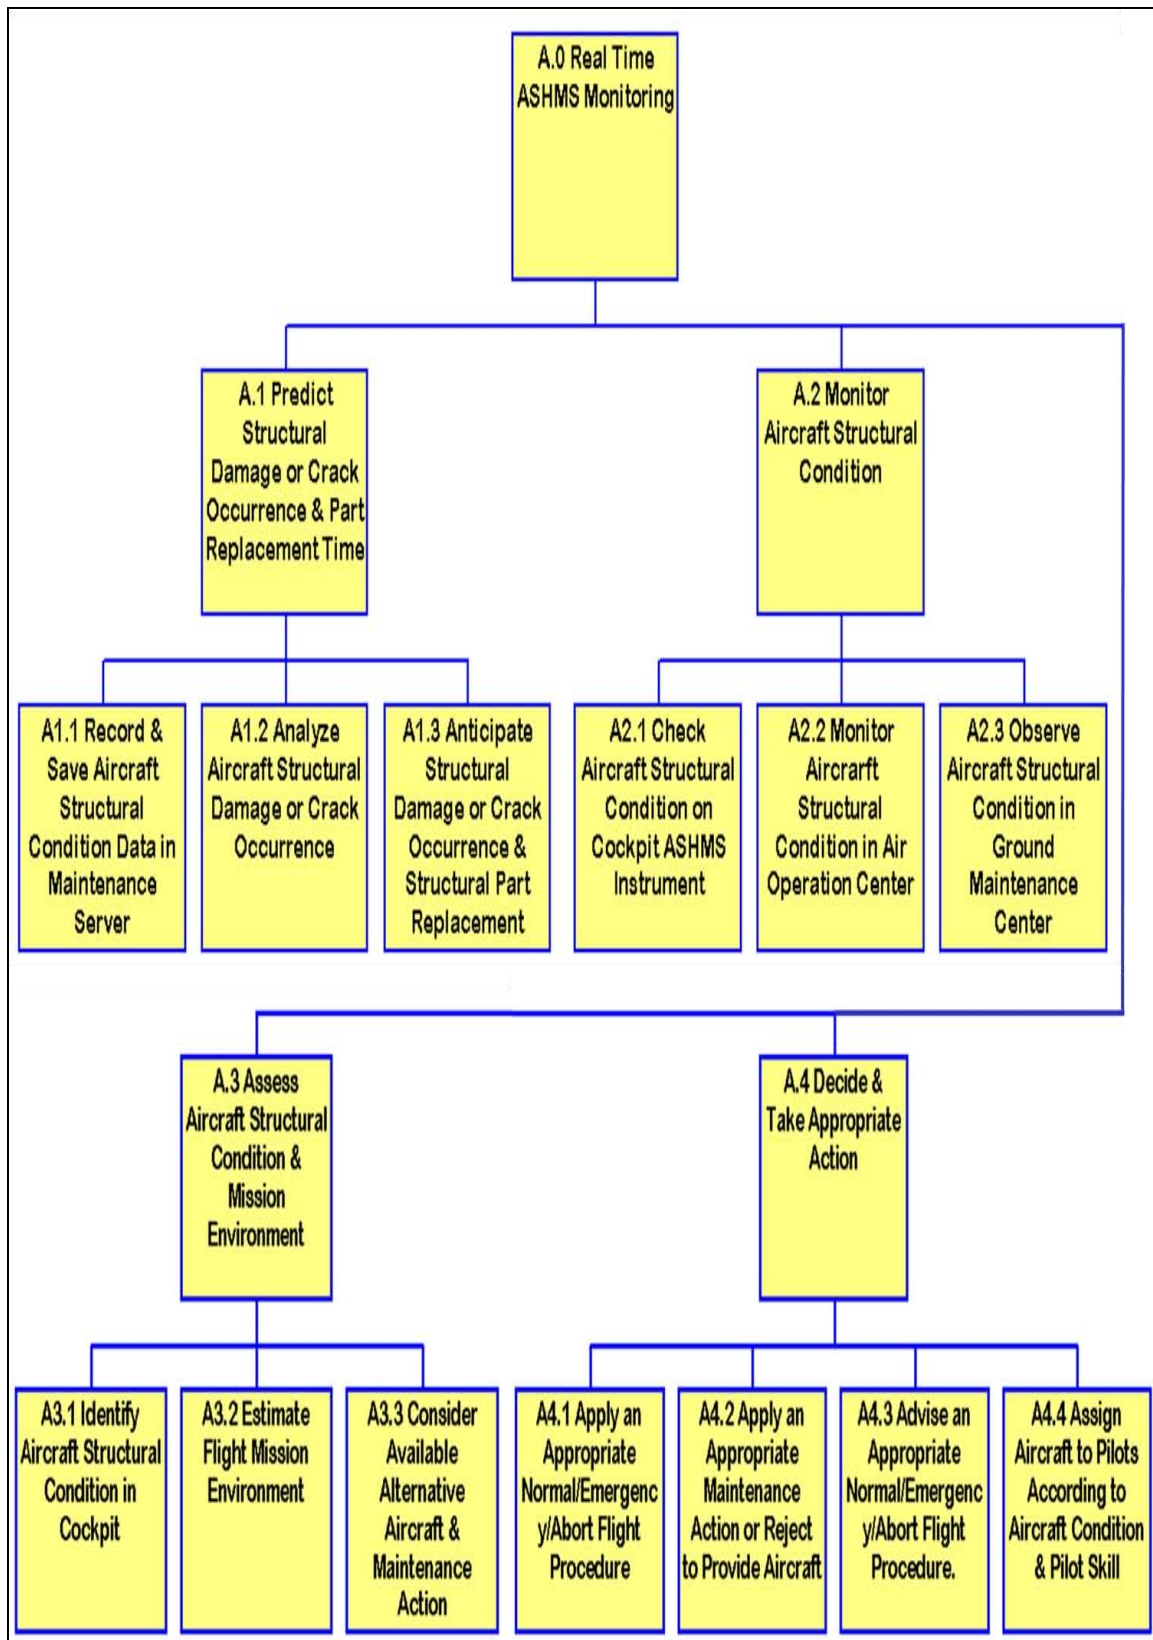 A.0 Real Time
ASHMS Monitoring
A.1 Predict
Structural
Damage or Crack
Occurrence & Part
Replacement Time
A.2 Monitor
Aircraft Structural
Condition
A1.1 Record &
Save Aircraft
Structural
Condition Data in
Maintenance
Server
A1.2 Analyze
Aircraft Structural
Damage or Crack
Occurrence
A1.3 Anticipate
Structural
Damage or Crack
Occurrence &
Structural Part
Replacement
A2.1 Check
Aircraft Structural
Condition on
Cockpit ASHMS
Instrument
A2.2 Monitor
Aircrarft
Structural
Condition in Air
Operation Center
A2.3 Observe
Aircraft Structural
Condition in
Ground
Maintenance
Center
A.3 Assess
Aircraft Structural
Condition &
Mission
Environment
A.4 Decide &
Take Appropriate
Action
A3.1 Identify
Aircraft Structural
Condition in
Cockpit
A3.2 Estimate
Flight Mission
Environment
A3.3 Consider
Available
Alternative
Aircraft &
Maintenance
Action
A4.1 Apply an
Appropriate
Normal/Emergenc
y/Abort Flight
Procedure
A4.2 Apply an
Appropriate
Maintenance
Action or Reject
to Provide Aircraft
A4.3 Advise an
Appropriate
Normal/Emergenc
y/Abort Flight
Procedure.
A4.4 Assign
Aircraft to Pilots
According to
Aircraft Condition
& Pilot Skill